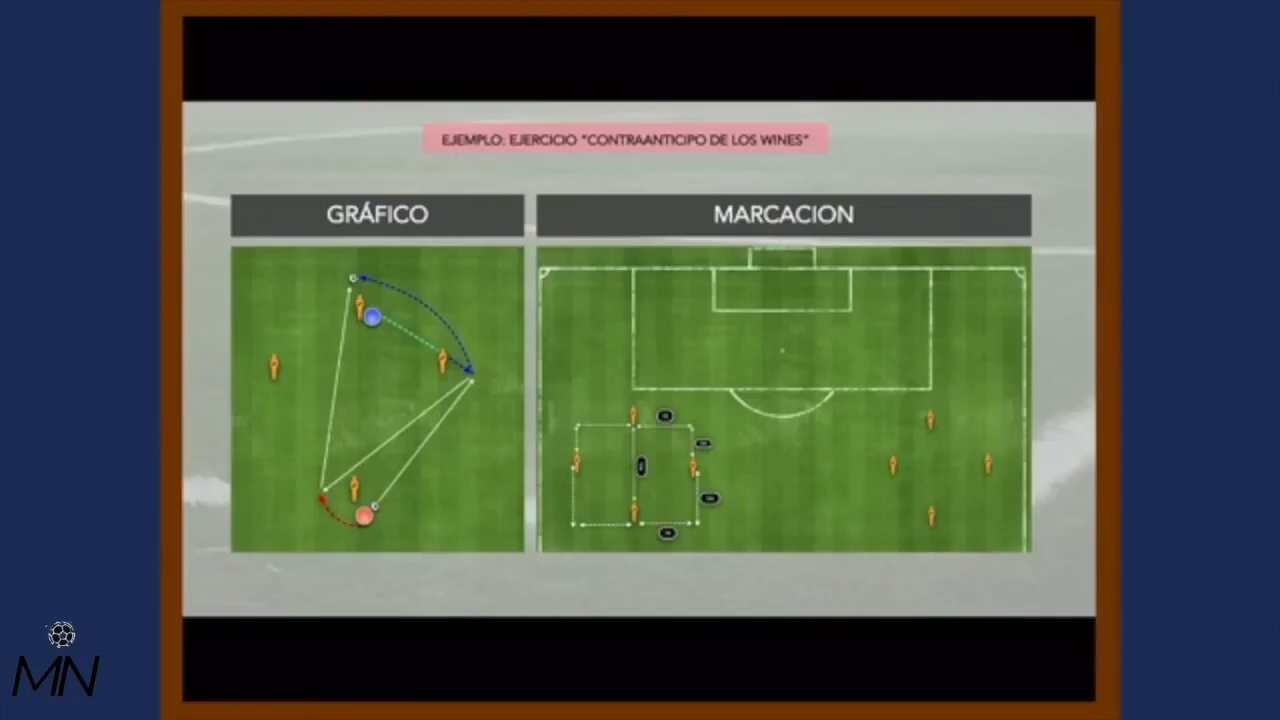 EJEMPLO: EJERCICIO "CONTRAANTICIPO DE LOS WINES"
GRÁFICO
MARCACION
MN